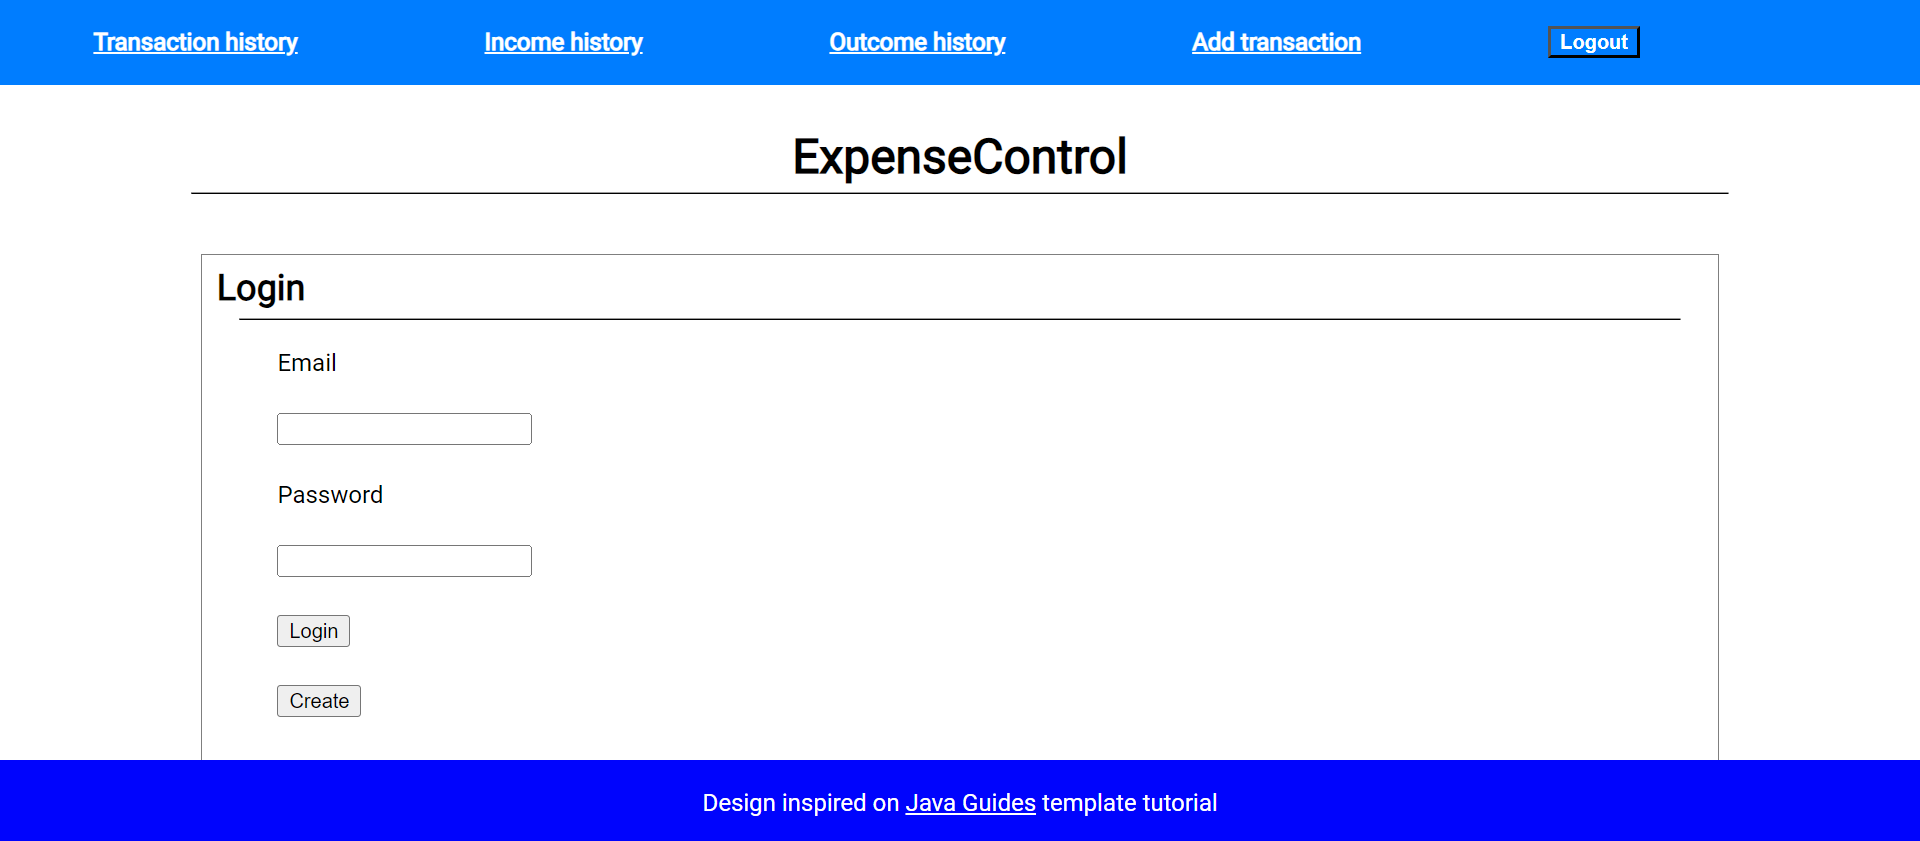 Transaction history Income history Outcome history Add transaction Logout
ExpenseControl
Login
Email
Password
Login
Create
Design inspired on Java Guides template tutorial